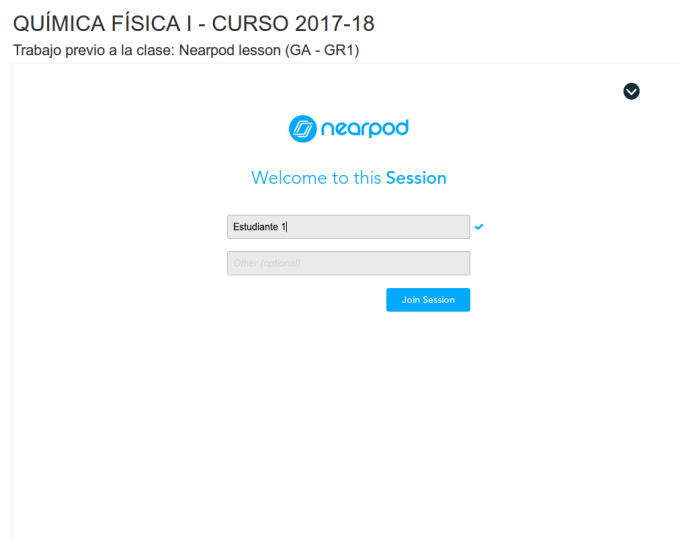 QUÍMICA FÍSICA I - CURSO 2017-18
Trabajo previo a la clase: Nearpod lesson (GA - GR1)
nearpod
Welcome to this Session
Estudiante 1
Other (optional)
Join Session